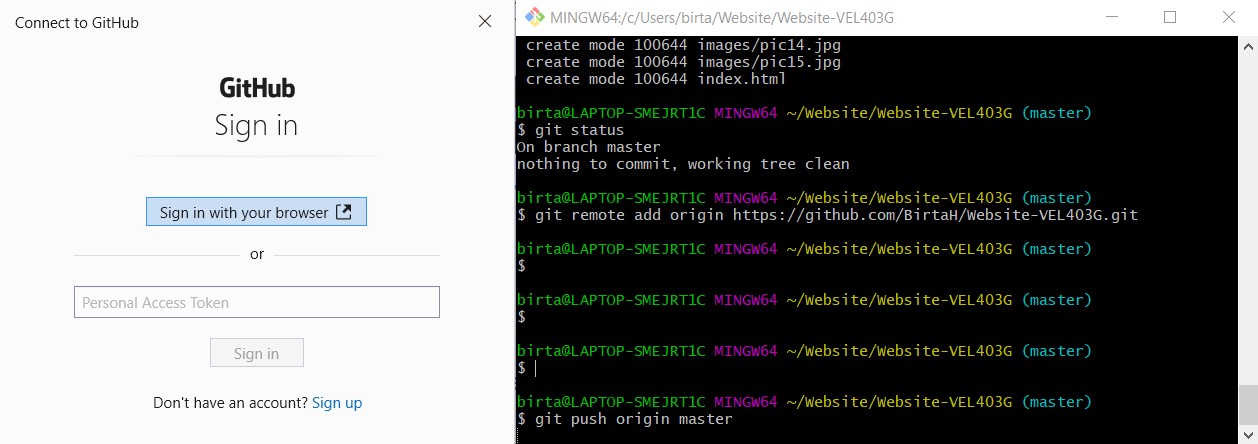 Connect to GitHub
GitHub
Sign in
Sign in with your browser
or
Personal Access Token
Sign in
Don't have an account? Sign up
MINGW64:/c/Users/birta/Website/Website-VEL403G
create mode 100644 images/pic14.jpg
create mode 100644 images/pic15.jpg
create mode 100644 index.html
birta@LAPTOP-SMEJRT1C MINGW64 ~/Website/Website-VEL403G (master)
$ git status
On branch master
nothing to commit, working tree clean
birta@LAPTOP-SMEJRT1C MINGW64 ~/Website/Website-VEL403G (master)
$ git remote add origin https://github.com/BirtaH/Website-VEL403G.git
birta@LAPTOP-SMEJRT1C MINGW64 ~/Website/Website-VEL403G (master)
$
birta@LAPTOP-SMEJRT1C MINGW64 ~/Website/Website-VEL403G (master)
$
birta@LAPTOP-SMEJRT1C MINGW64 ~/Website/Website-VEL403G (master)
$
birta@LAPTOP-SMEJRT1C MINGW64 ~/Website/Website-VEL403G (master)
$ git push origin master